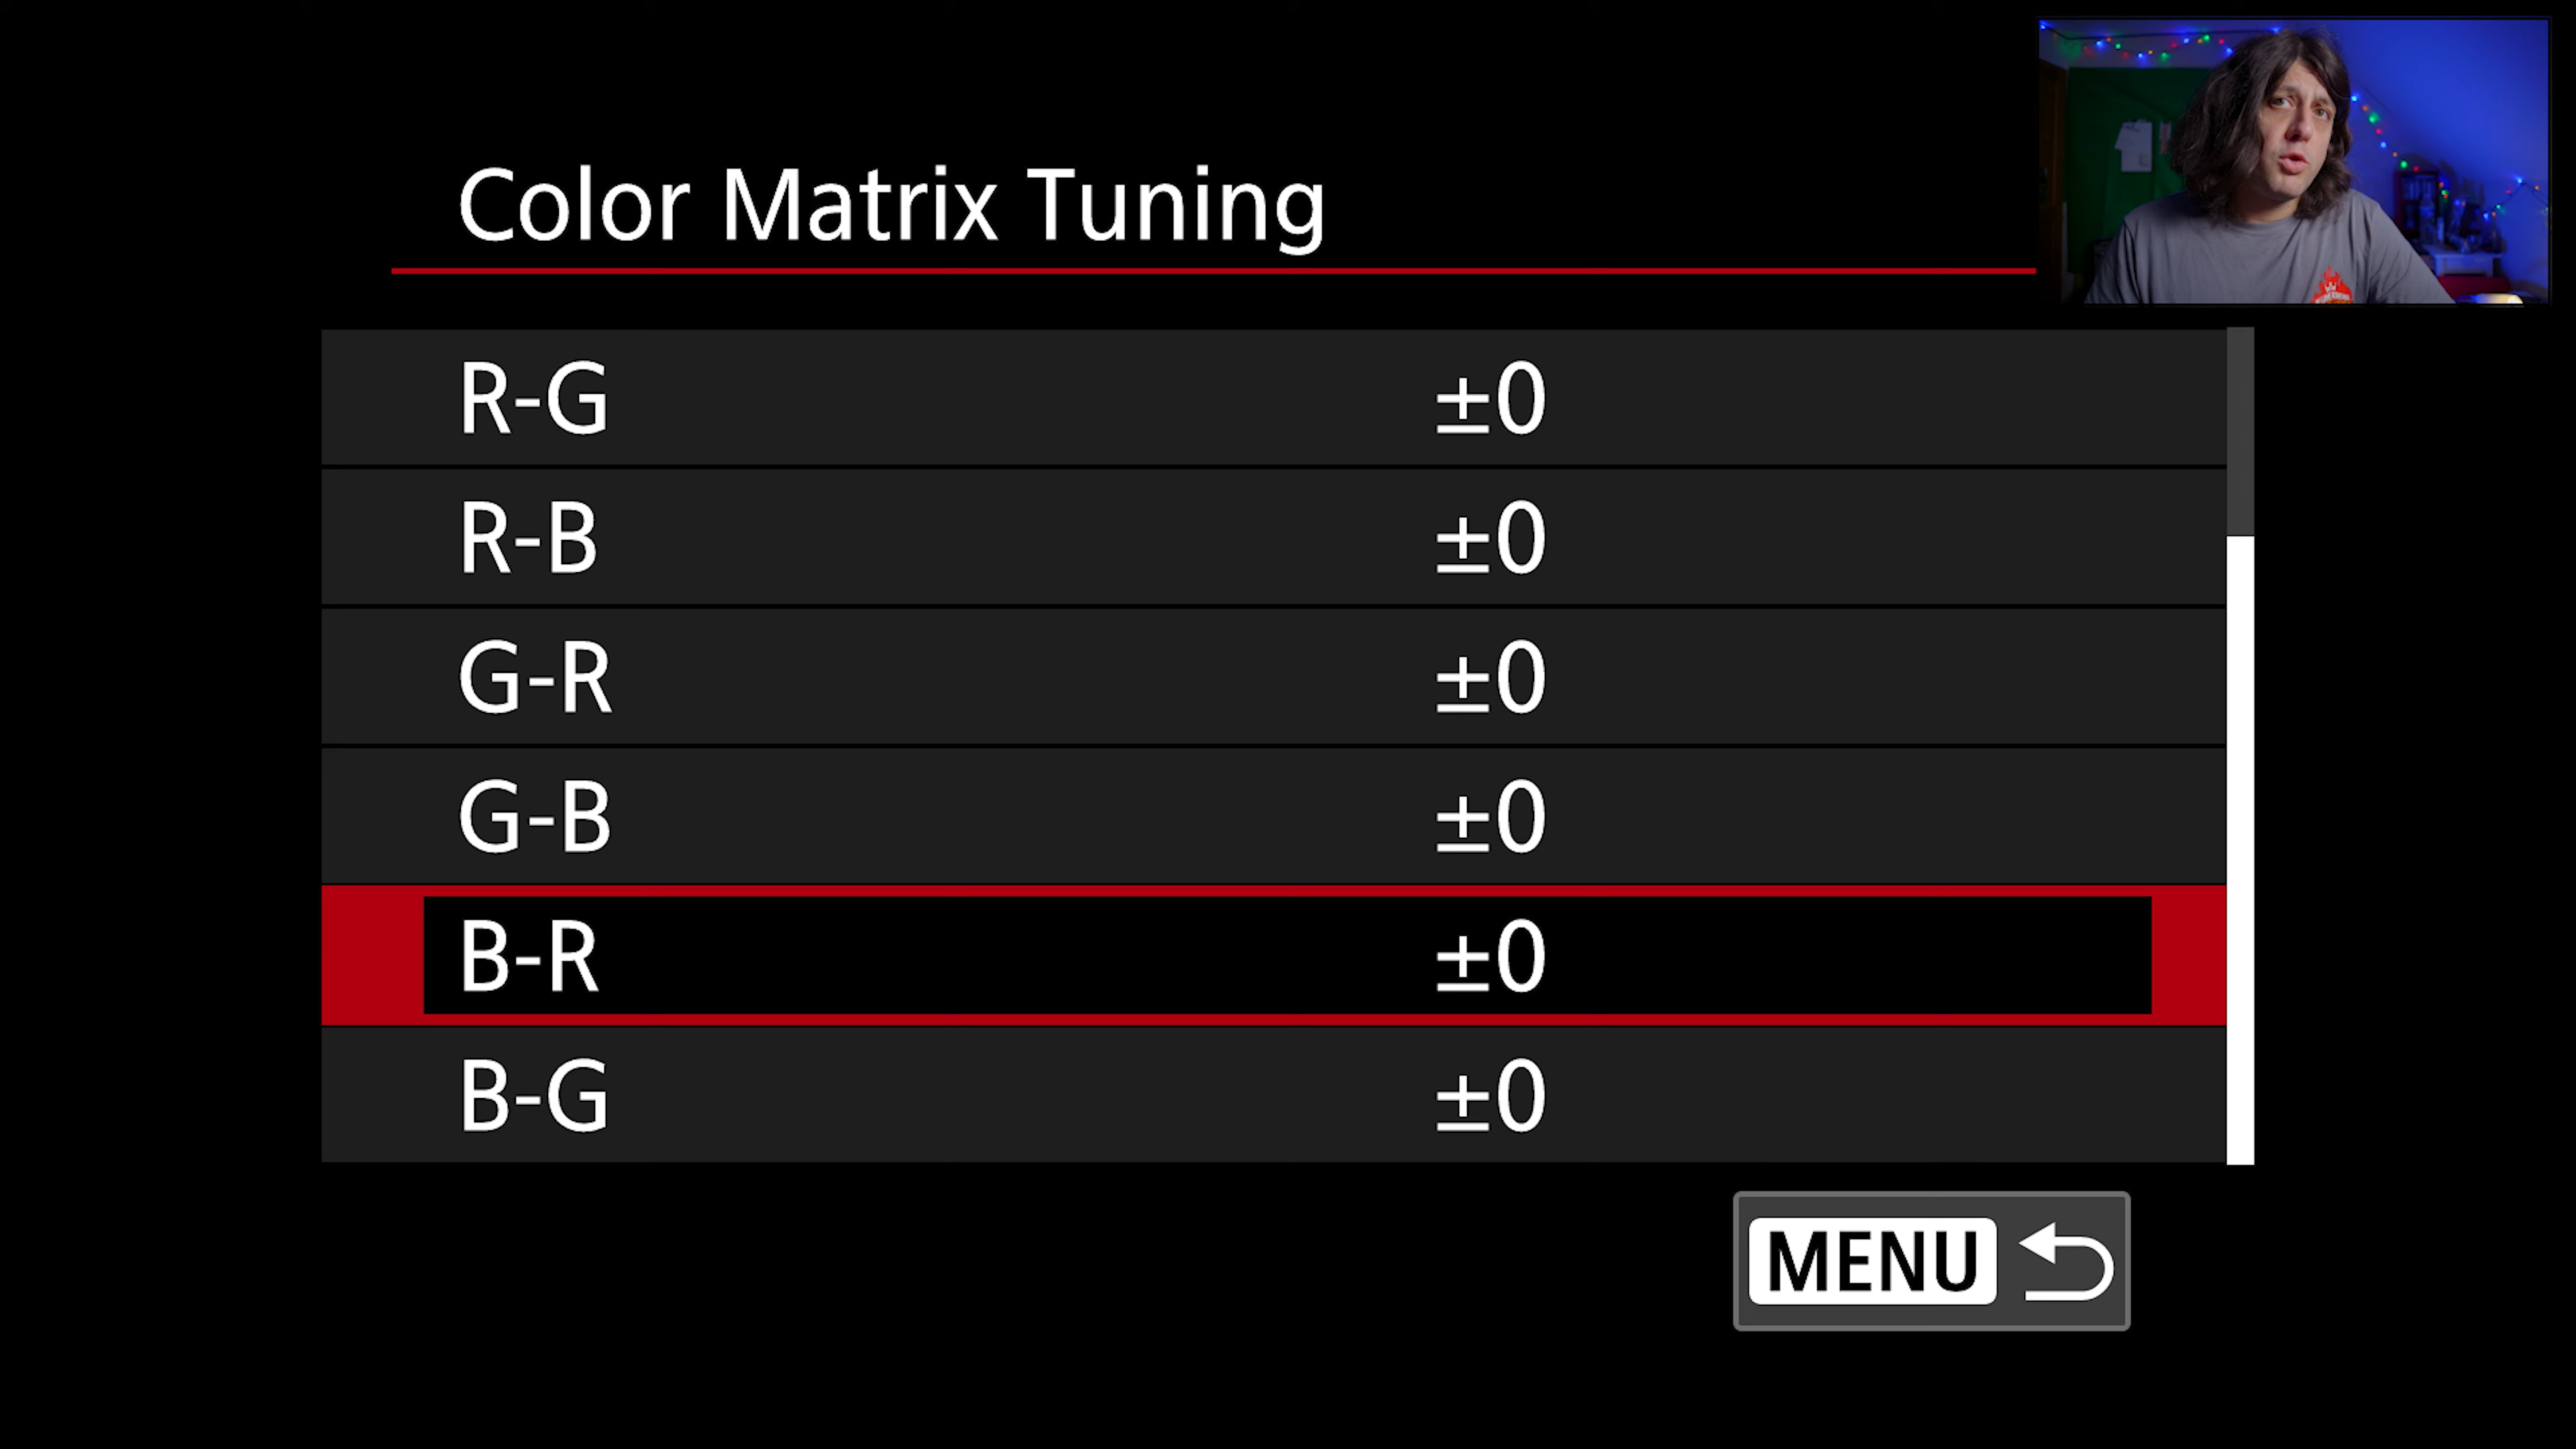 Color Matrix Tuning
R-G ±0
R-B ±0
G-R ±0
G-B ±0
B-R ±0
B-G ±0
MENU